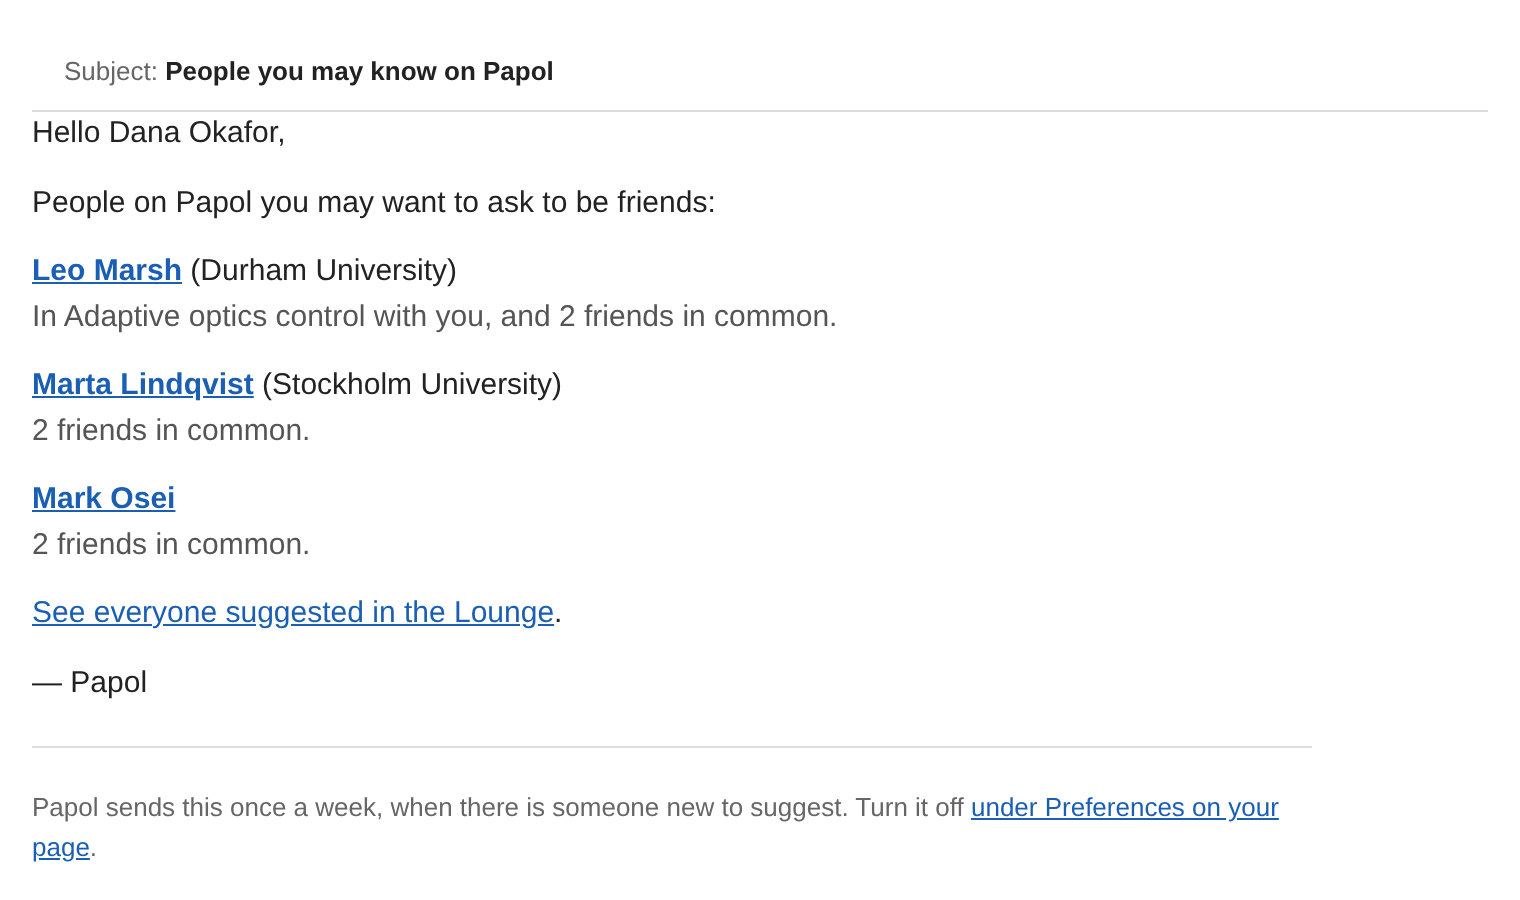 Subject: People you may know on Papol
Hello Dana Okafor,
People on Papol you may want to ask to be friends:
Leo Marsh (Durham University)
In Adaptive optics control with you, and 2 friends in common.
Marta Lindqvist (Stockholm University)
2 friends in common.
Mark Osei
2 friends in common.
See everyone suggested in the Lounge.
— Papol
Papol sends this once a week, when there is someone new to suggest. Turn it off under Preferences on your
page.